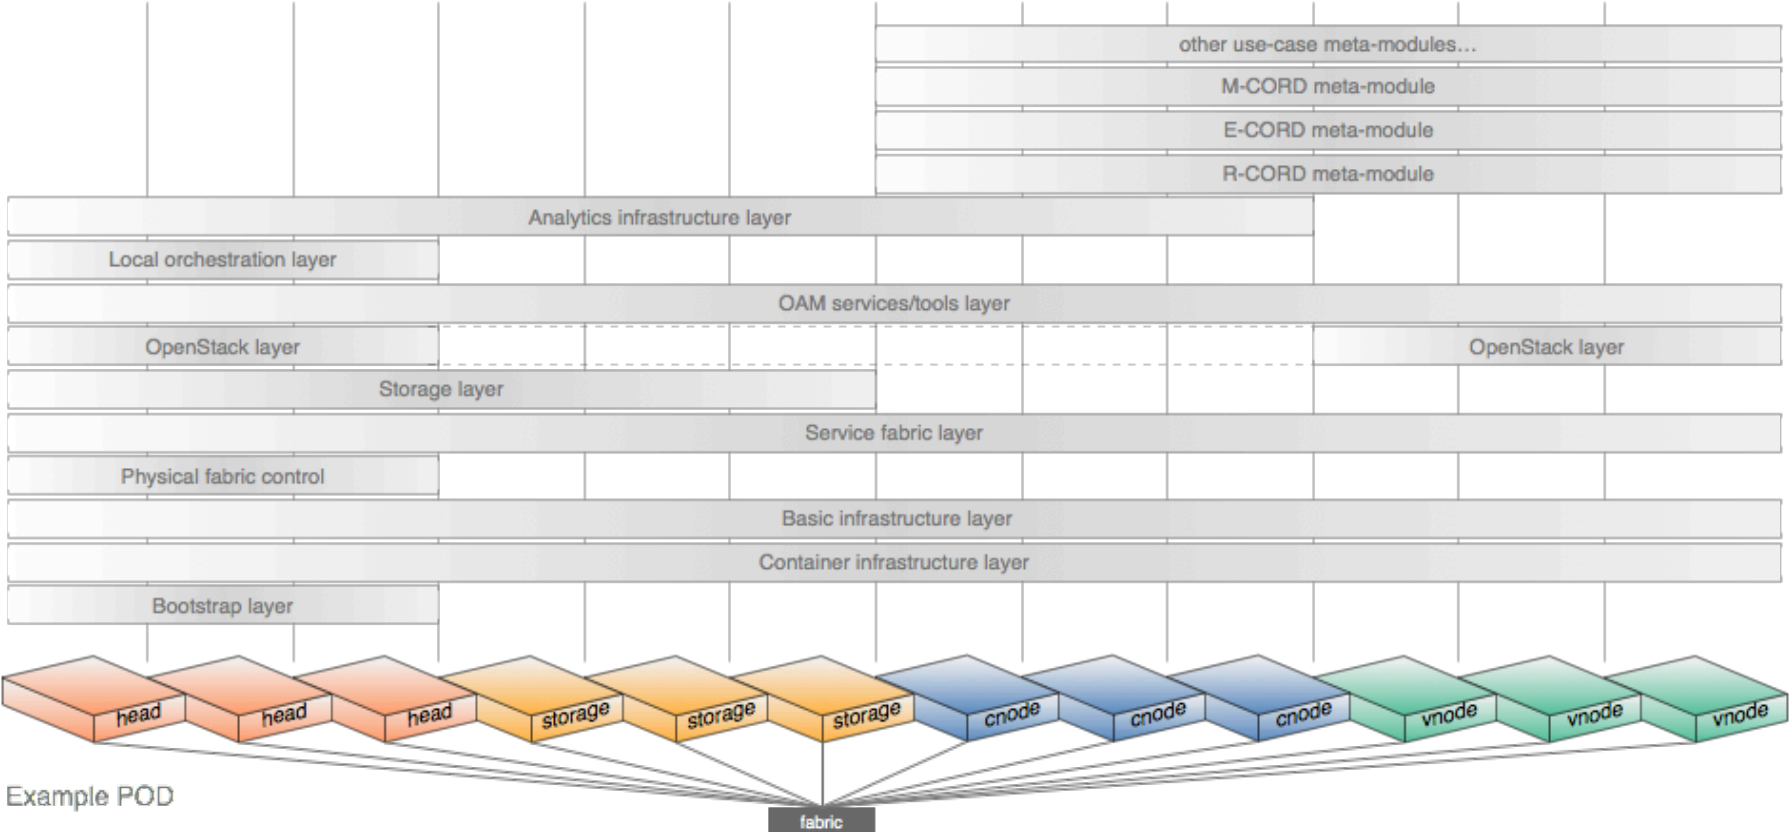 other use-case meta-modules...
M-CORD meta-module
E-CORD meta-module
R-CORD meta-module
Analytics infrastructure layer
Local orchestration layer
OAM services/tools layer
OpenStack layer
OpenStack layer
Storage layer
Service fabric layer
Physical fabric control
Basic infrastructure layer
Container infrastructure layer
Bootstrap layer
head
head
head
storage
storage
storage
cnode
cnode
cnode
vnode
vnode
vnode
Example POD
fabric